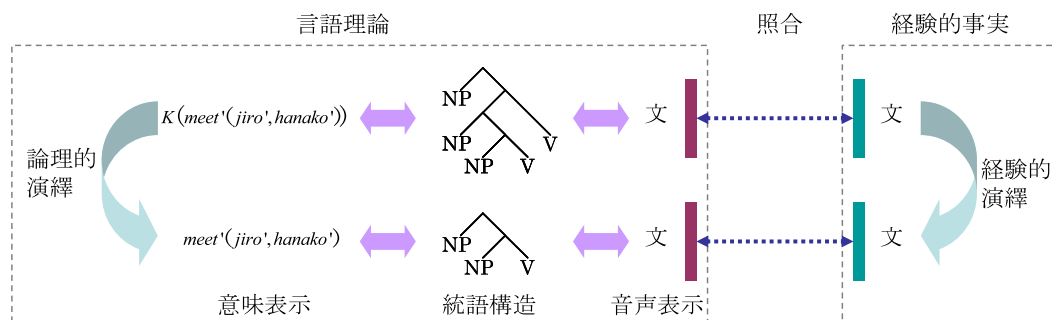 言語理論
照合
経験的事実
NP
K(meet'(jiro',hanako'))
文
文
NP
V
NP
V
論理的
演繹
経験的
演繹
meet'(jiro',hanako')
NP
文
文
NP
V
意味表示
統語構造
音声表示